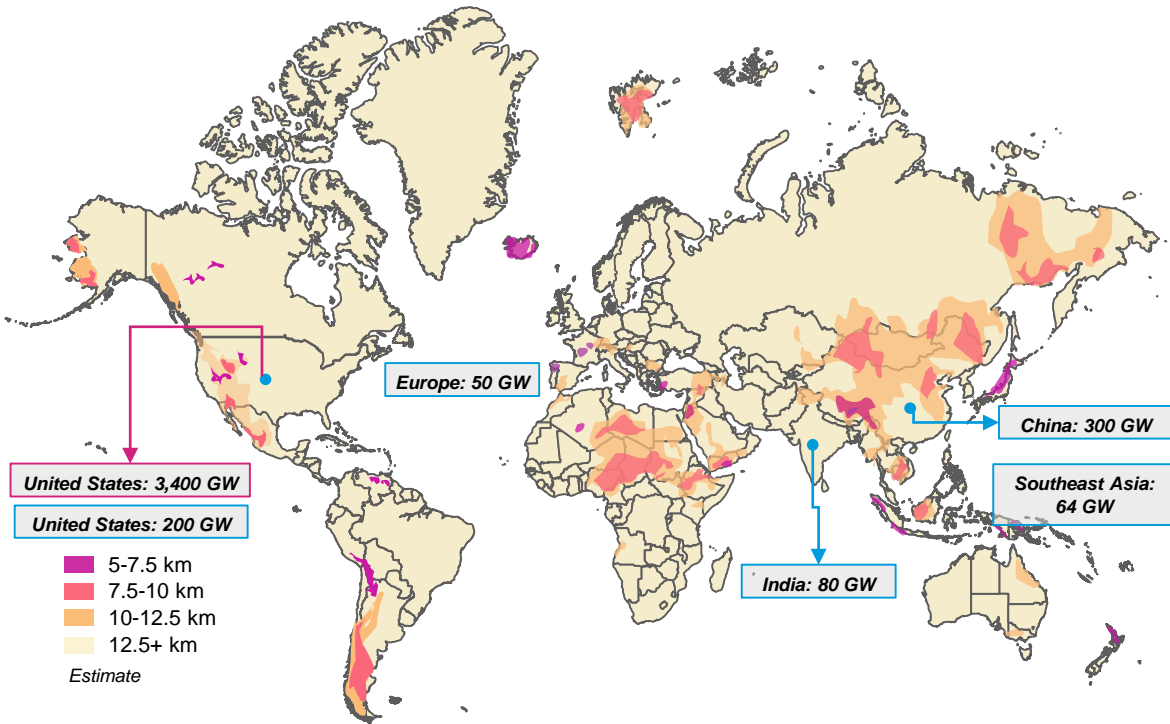 Europe: 50 GW
China: 300 GW
United States: 3,400 GW
Southeast Asia:
64 GW
United States: 200 GW
India: 80 GW
5-7.5 km
7.5-10 km
10-12.5 km
12.5+ km
Estimate